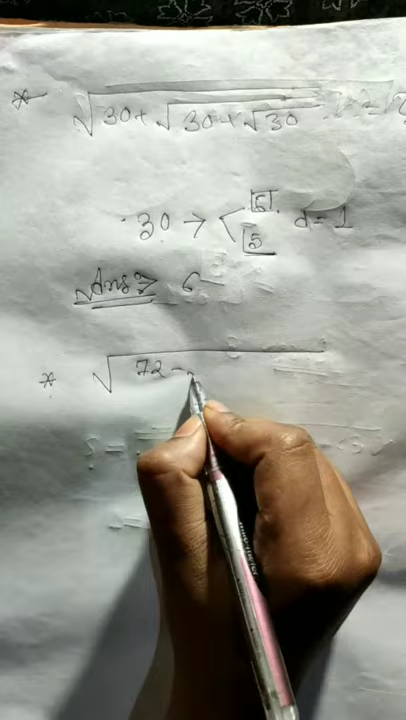 * √30+√30+√30 ...
30 → < 6 d=1
5
Ans → 6
* √72 -